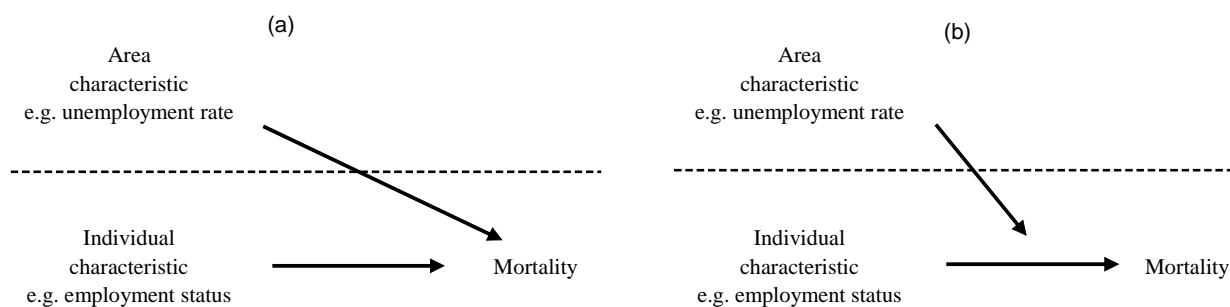 (a)
Area
characteristic
e.g. unemployment rate
Individual
characteristic
e.g. employment status
Mortality
(b)
Area
characteristic
e.g. unemployment rate
Individual
characteristic
e.g. employment status
Mortality